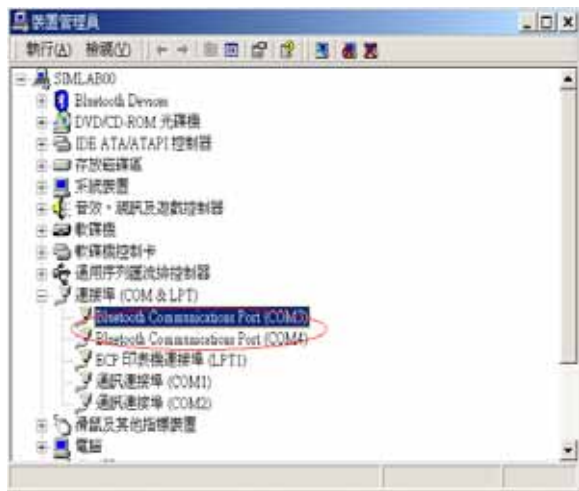 裝置管理員
執行(A) 檢視(V)
SIMLAB00
Bluetooth Devices
DVD/CD-ROM 光碟機
IDE ATA/ATAPI 控制器
存放磁碟區
系統裝置
音效，視訊及遊戲控制器
軟碟機
軟碟機控制卡
通用序列匯流排控制器
連接埠 (COM & LPT)
Bluetooth Communications Port (COM3)
Bluetooth Communications Port (COM4)
ECP 印表機連接埠 (LPT1)
通訊連接埠 (COM1)
通訊連接埠 (COM2)
滑鼠及其他指標裝置
電腦